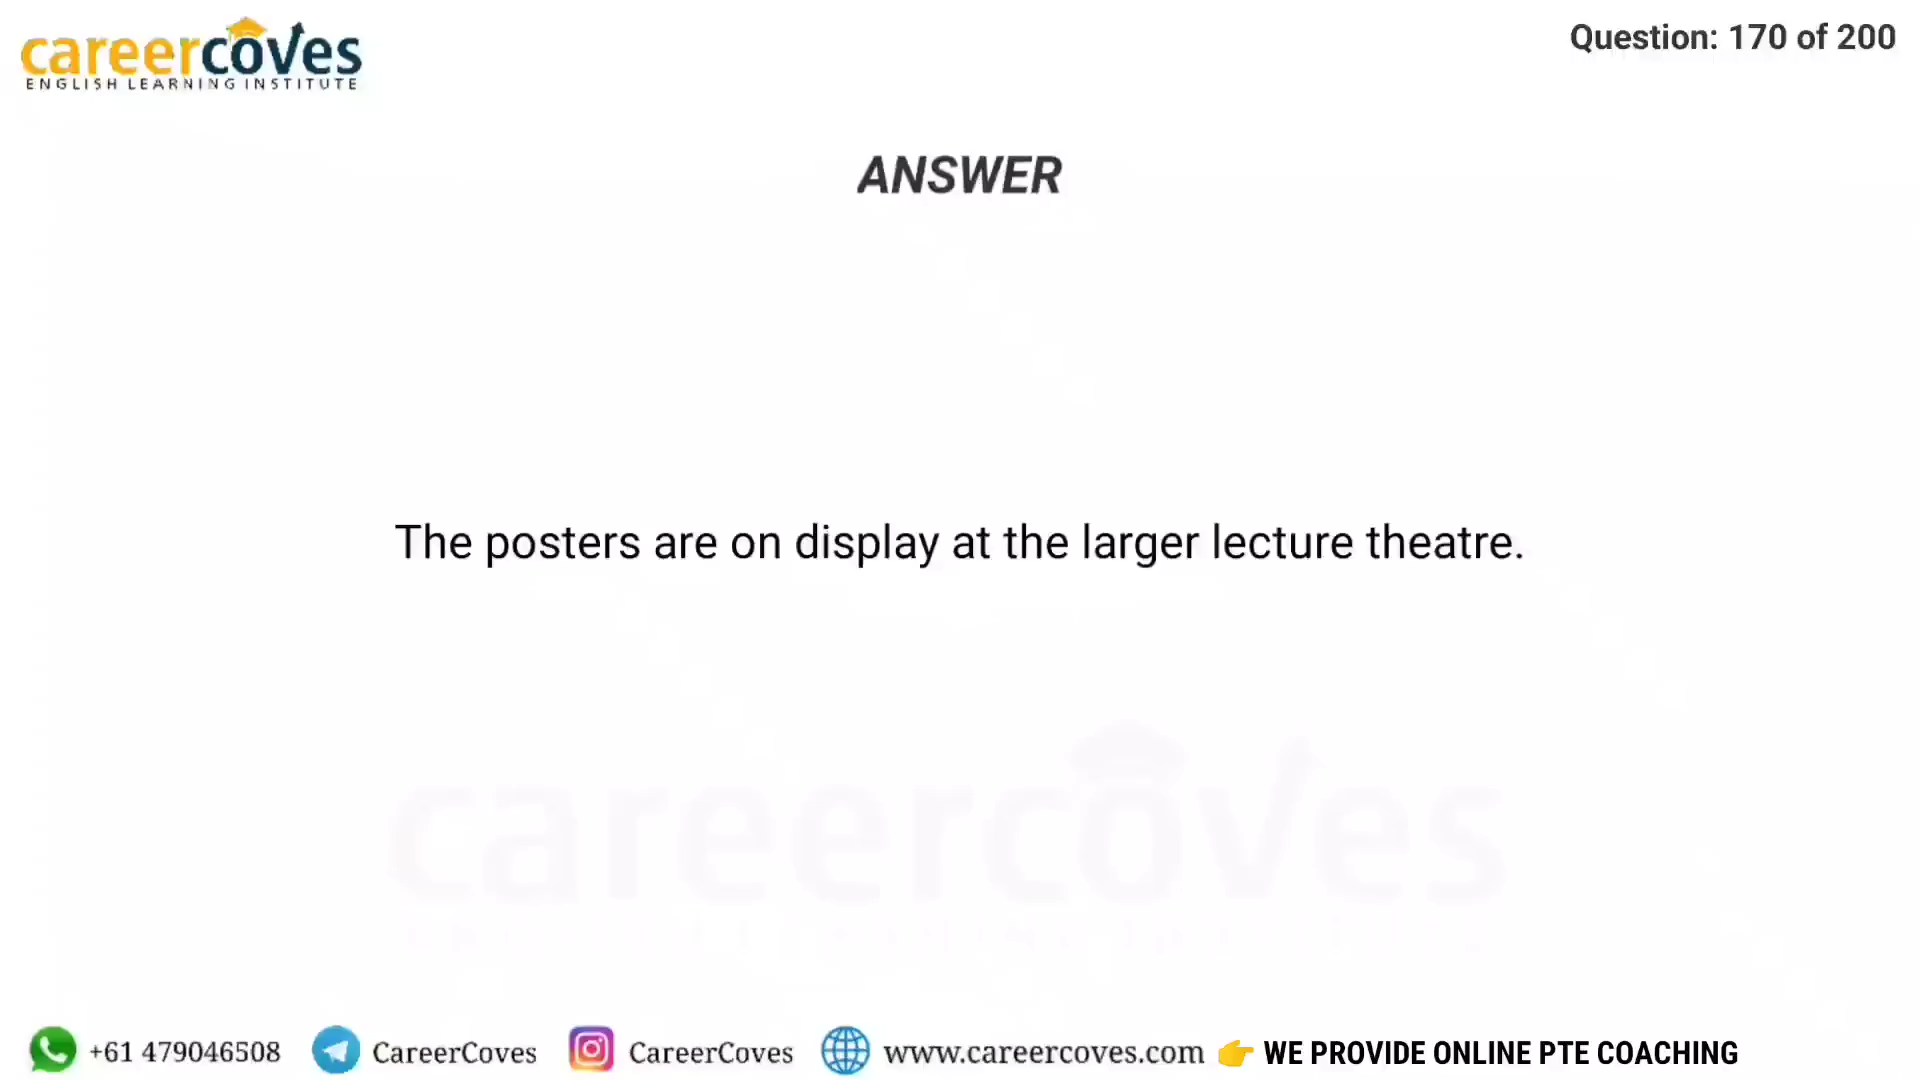 careercoves
ENGLISH LEARNING INSTITUTE
Question: 170 of 200
ANSWER
The posters are on display at the larger lecture theatre.
careercoves
+61 479046508 CareerCoves CareerCoves www.careercoves.com WE PROVIDE ONLINE PTE COACHING